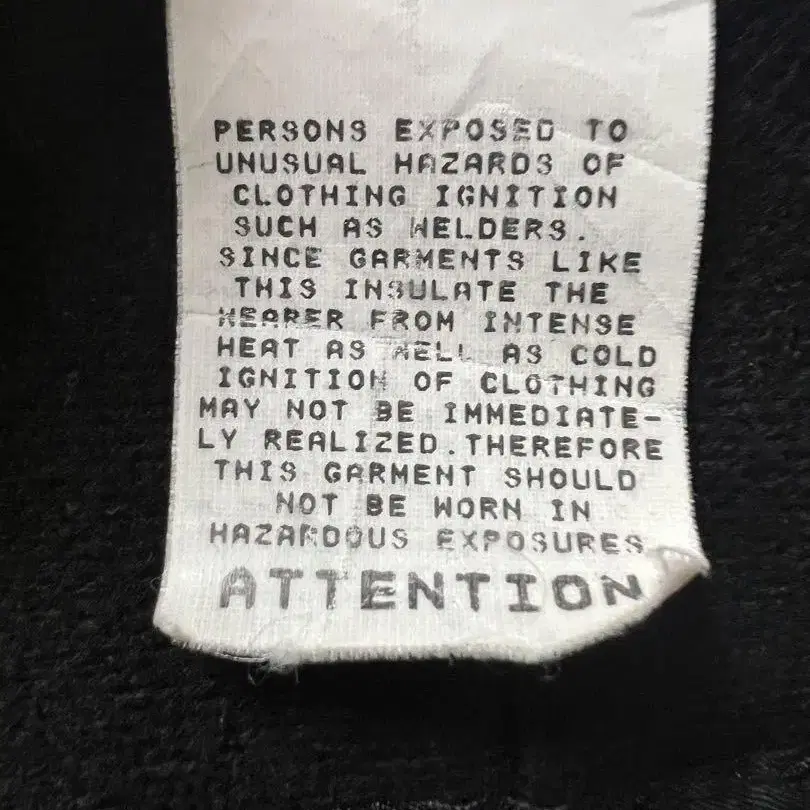 PERSONS EXPOSED TO
UNUSUAL HAZARDS OF
CLOTHING IGNITION
SUCH AS WELDERS.
SINCE GARMENTS LIKE
THIS INSULATE THE
WEARER FROM INTENSE
HEAT AS WELL AS COLD
IGNITION OF CLOTHING
MAY NOT BE IMMEDIATE-
LY REALIZED.THEREFORE
THIS GARMENT SHOULD
NOT BE WORN IN
HAZARDOUS EXPOSURES
ATTENTION